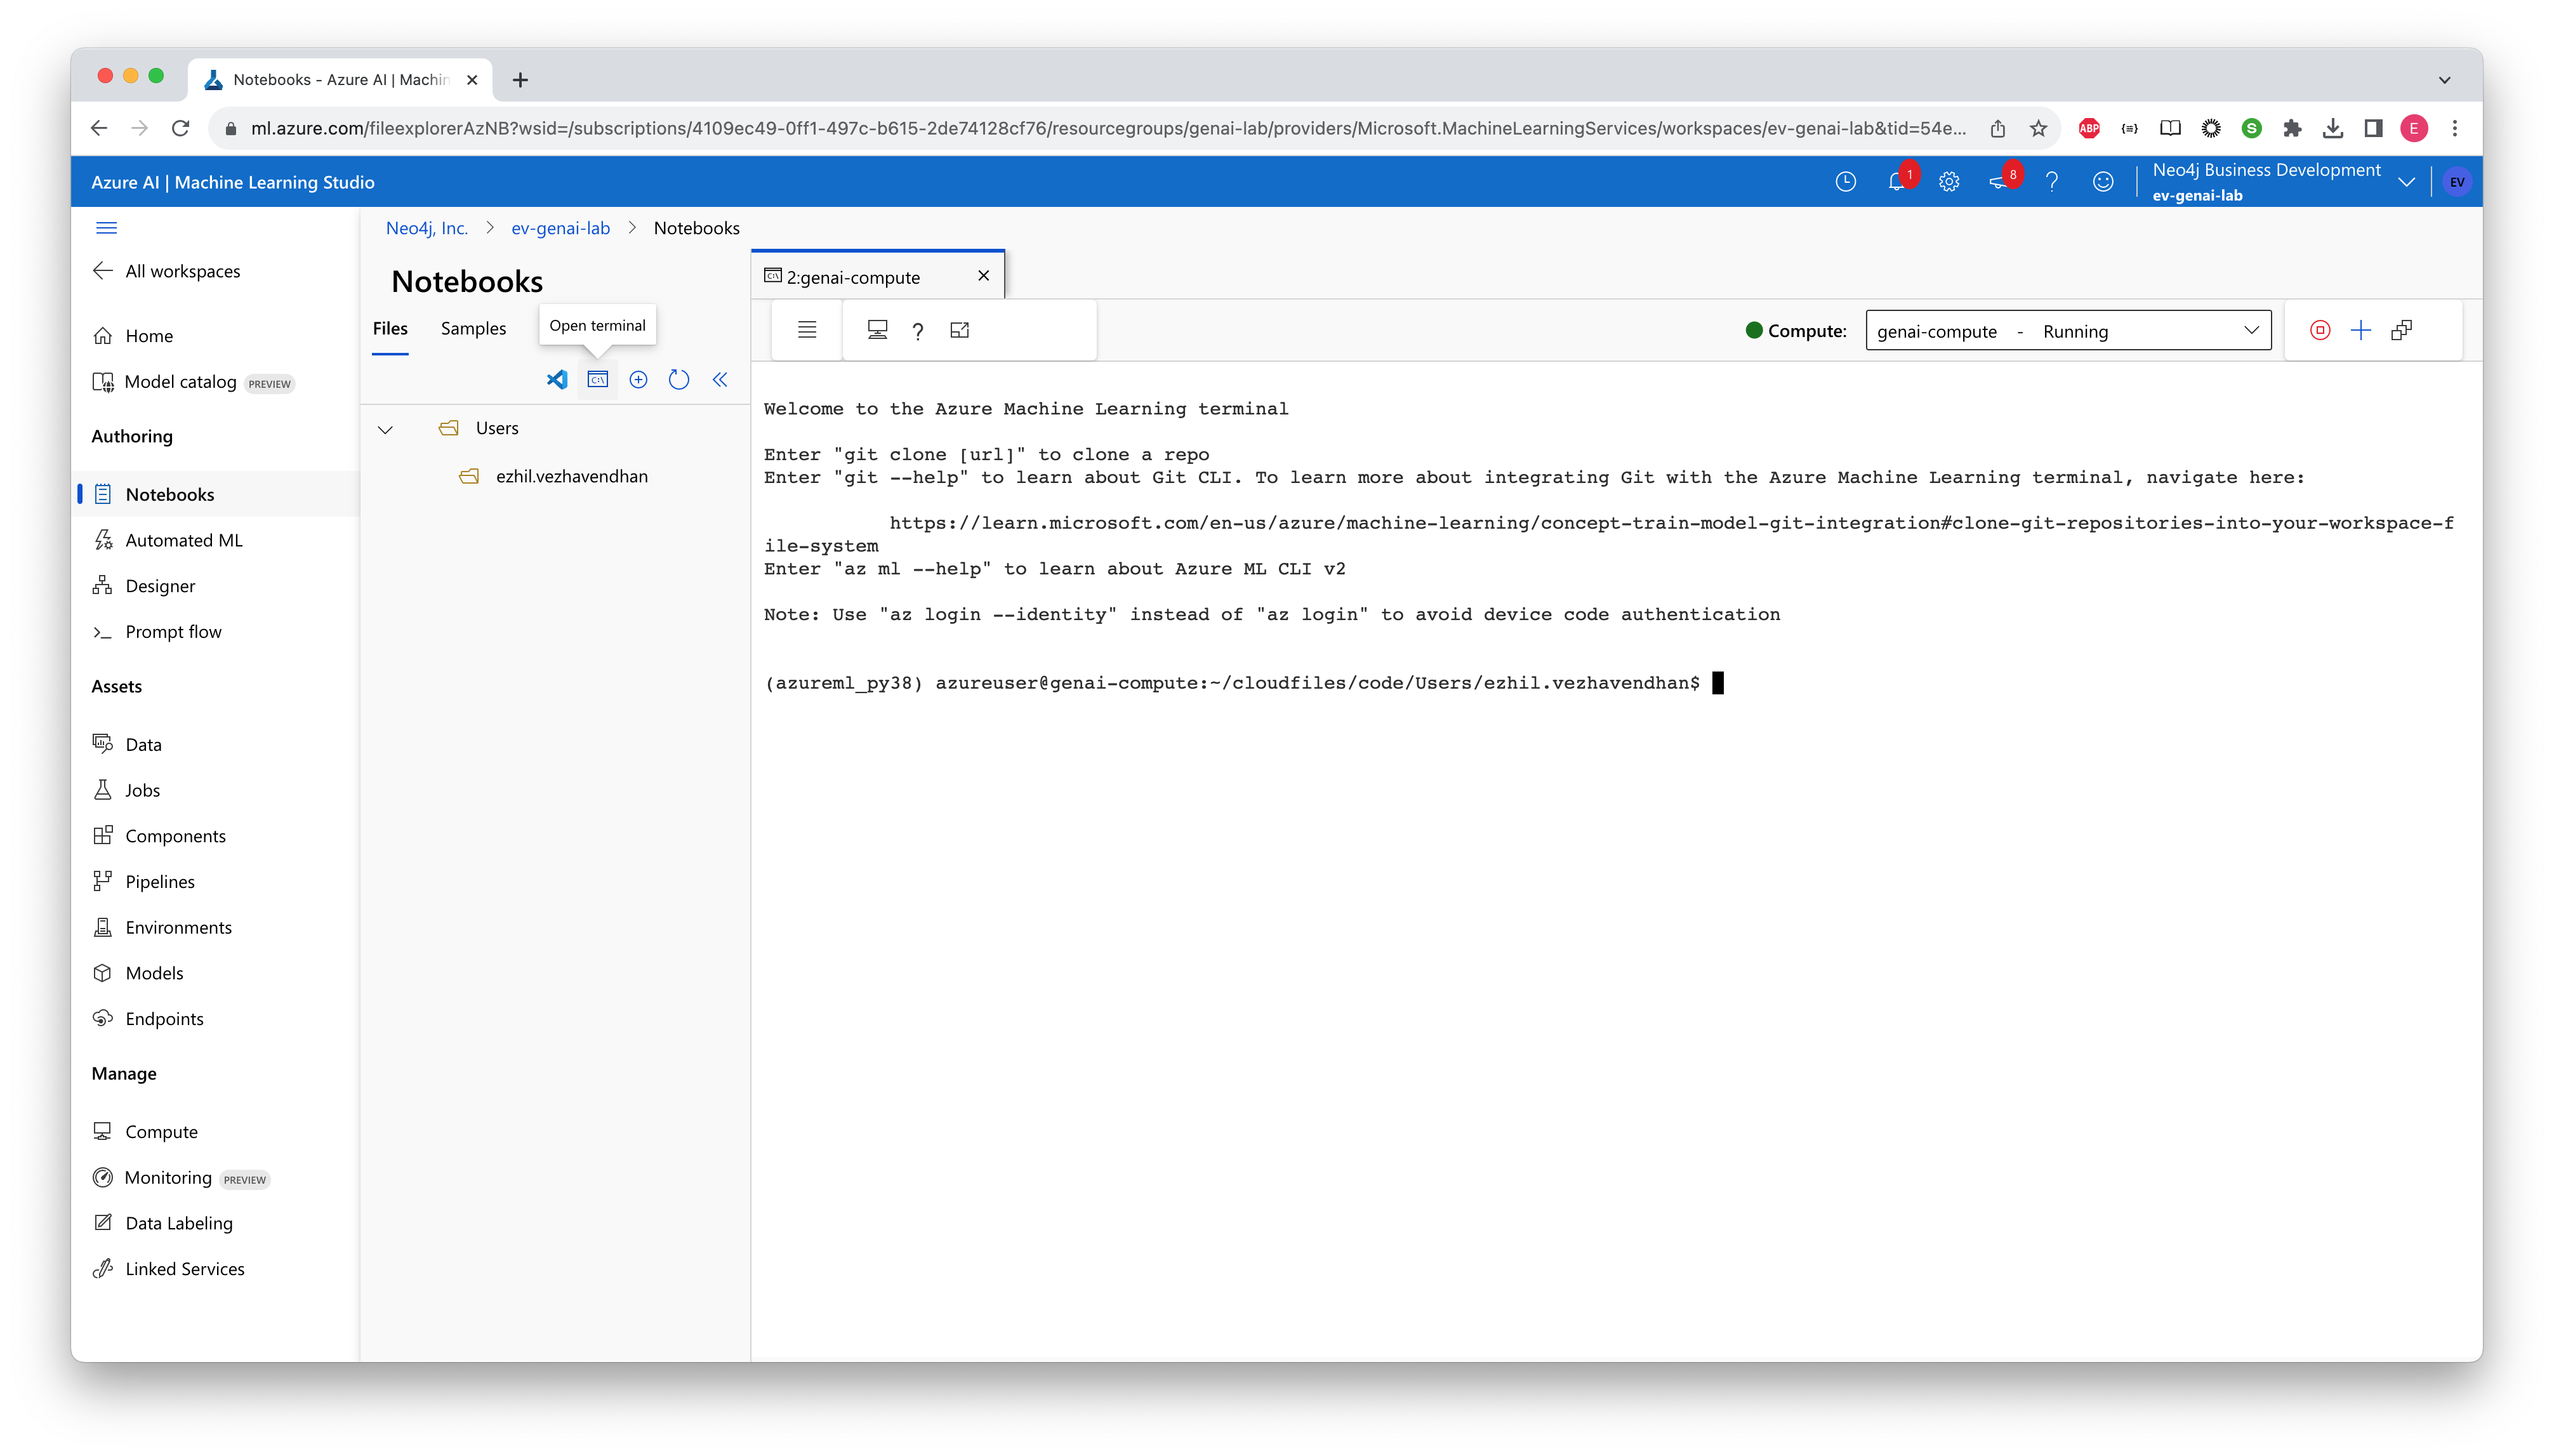 Notebooks - Azure AI | Machin
ml.azure.com/fileexplorerAzNB?wsid=/subscriptions/4109ec49-0ff1-497c-b615-2de74128cf76/resourcegroups/genai-lab/providers/Microsoft.MachineLearningServices/workspaces/ev-genai-lab&tid=54e...
ABP
S
E
Azure AI | Machine Learning Studio
1
8
Neo4j Business Development
ev-genai-lab
EV
All workspaces
Home
Model catalog PREVIEW
Authoring
Notebooks
Automated ML
Designer
Prompt flow
Assets
Data
Jobs
Components
Pipelines
Environments
Models
Endpoints
Manage
Compute
Monitoring PREVIEW
Data Labeling
Linked Services
Neo4j, Inc. > ev-genai-lab > Notebooks
Notebooks
Files Samples
Open terminal
Users
ezhil.vezhavendhan
2:genai-compute
Compute: genai-compute - Running
Welcome to the Azure Machine Learning terminal
Enter "git clone [url]" to clone a repo
Enter "git --help" to learn about Git CLI. To learn more about integrating Git with the Azure Machine Learning terminal, navigate here:
https://learn.microsoft.com/en-us/azure/machine-learning/concept-train-model-git-integration#clone-git-repositories-into-your-workspace-f
ile-system
Enter "az ml --help" to learn about Azure ML CLI v2
Note: Use "az login --identity" instead of "az login" to avoid device code authentication
(azureml_py38) azureuser@genai-compute:~/cloudfiles/code/Users/ezhil.vezhavendhan$